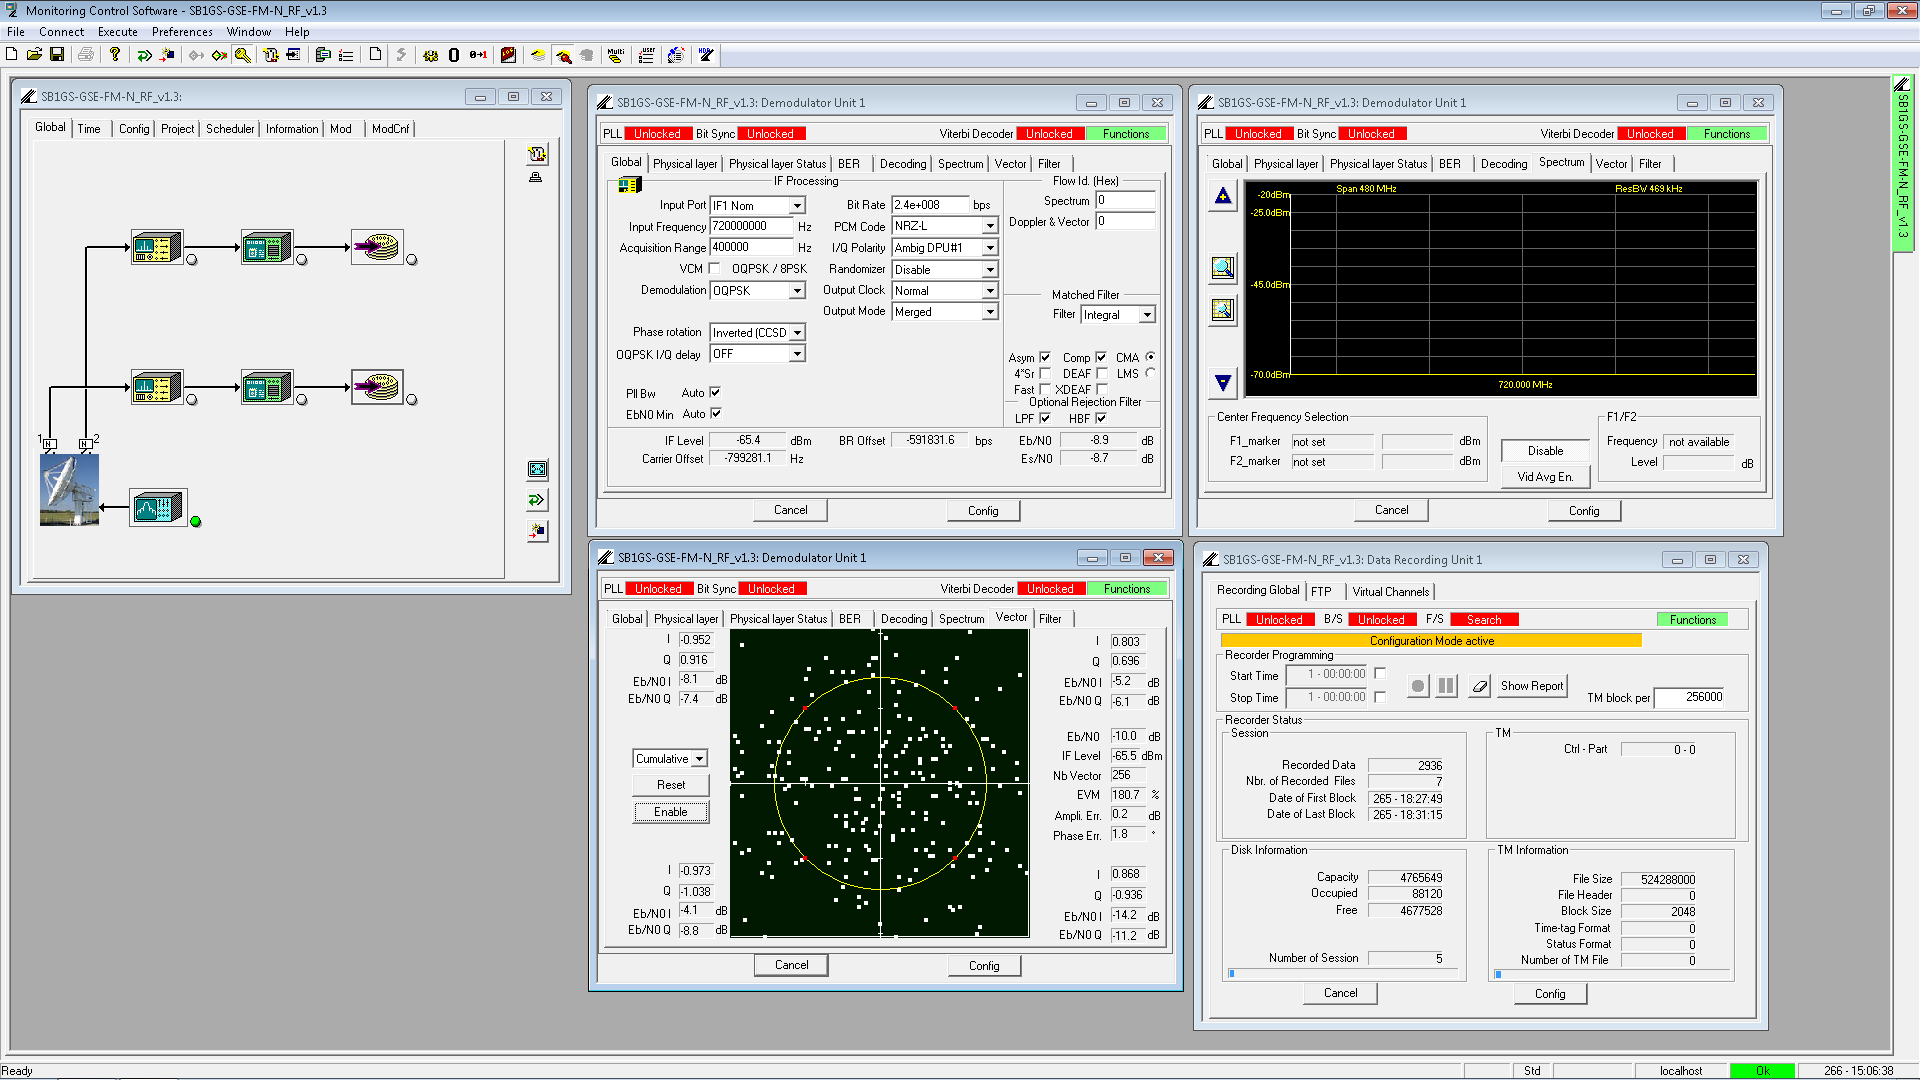 Monitoring Control Software - SB1GS-GSE-FM-N_RF_v1.3
File Connect Execute Preferences Window Help
SB1GS-GSE-FM-N_RF_v1.3:
Global Time Config Project Scheduler Information Mod ModCnf
1 N N 2
SB1GS-GSE-FM-N_RF_v1.3: Demodulator Unit 1
PLL Unlocked Bit Sync Unlocked Viterbi Decoder Unlocked Functions
Global Physical layer Physical layer Status BER Decoding Spectrum Vector Filter
IF Processing
Input Port IF1 Nom
Input Frequency 720000000 Hz
Acquisition Range 400000 Hz
VCM OQPSK / 8PSK
Demodulation OQPSK
Phase rotation Inverted (CCSD
OQPSK I/Q delay OFF
Pll Bw Auto
EbN0 Min Auto
Bit Rate 2.4e+008 bps
PCM Code NRZ-L
I/Q Polarity Ambig DPU#1
Randomizer Disable
Output Clock Normal
Output Mode Merged
Flow Id. (Hex)
Spectrum 0
Doppler & Vector 0
Matched Filter
Filter Integral
Asym Comp CMA
4*Sr DEAF LMS
Fast XDEAF
Optional Rejection Filter
LPF HBF
IF Level -65.4 dBm BR Offset -591831.6 bps Eb/N0 -8.9 dB
Carrier Offset -799281.1 Hz Es/N0 -8.7 dB
Cancel Config
SB1GS-GSE-FM-N_RF_v1.3: Demodulator Unit 1
PLL Unlocked Bit Sync Unlocked Viterbi Decoder Unlocked Functions
Global Physical layer Physical layer Status BER Decoding Spectrum Vector Filter
-20dBm Span 480 MHz ResBW 469 kHz
-25.0dBm
-45.0dBm
-70.0dBm
720.000 MHz
Center Frequency Selection
F1_marker not set dBm
F2_marker not set dBm
Disable
Vid Avg En.
F1/F2
Frequency not available
Level dB
Cancel Config
SB1GS-GSE-FM-N_RF_v1.3: Demodulator Unit 1
PLL Unlocked Bit Sync Unlocked Viterbi Decoder Unlocked Functions
Global Physical layer Physical layer Status BER Decoding Spectrum Vector Filter
I -0.952
Q 0.916
Eb/N0 I -8.1 dB
Eb/N0 Q -7.4 dB
Cumulative
Reset
Enable
I -0.973
Q -1.038
Eb/N0 I -4.1 dB
Eb/N0 Q -8.8 dB
I 0.803
Q 0.696
Eb/N0 I -5.2 dB
Eb/N0 Q -6.1 dB
Eb/N0 -10.0 dB
IF Level -65.5 dBm
Nb Vector 256
EVM 180.7 %
Ampli. Err. 0.2 dB
Phase Err. 1.8 °
I 0.868
Q -0.936
Eb/N0 I -14.2 dB
Eb/N0 Q -11.2 dB
Cancel Config
SB1GS-GSE-FM-N_RF_v1.3: Data Recording Unit 1
Recording Global FTP Virtual Channels
PLL Unlocked B/S Unlocked F/S Search Functions
Configuration Mode active
Recorder Programming
Start Time 1 - 00:00:00
Stop Time 1 - 00:00:00
Show Report
TM block per 256000
Recorder Status
Session
Recorded Data 2936
Nbr. of Recorded Files 7
Date of First Block 265 - 18:27:49
Date of Last Block 265 - 18:31:15
TM
Ctrl - Part 0 - 0
Disk Information
Capacity 4765649
Occupied 88120
Free 4677528
Number of Session 5
TM Information
File Size 524288000
File Header 0
Block Size 2048
Time-tag Format 0
Status Format 0
Number of TM File 0
Cancel Config
SB1GS-GSE-FM-N_RF_v1.3
Ready Std localhost Ok 266 - 15:06:38